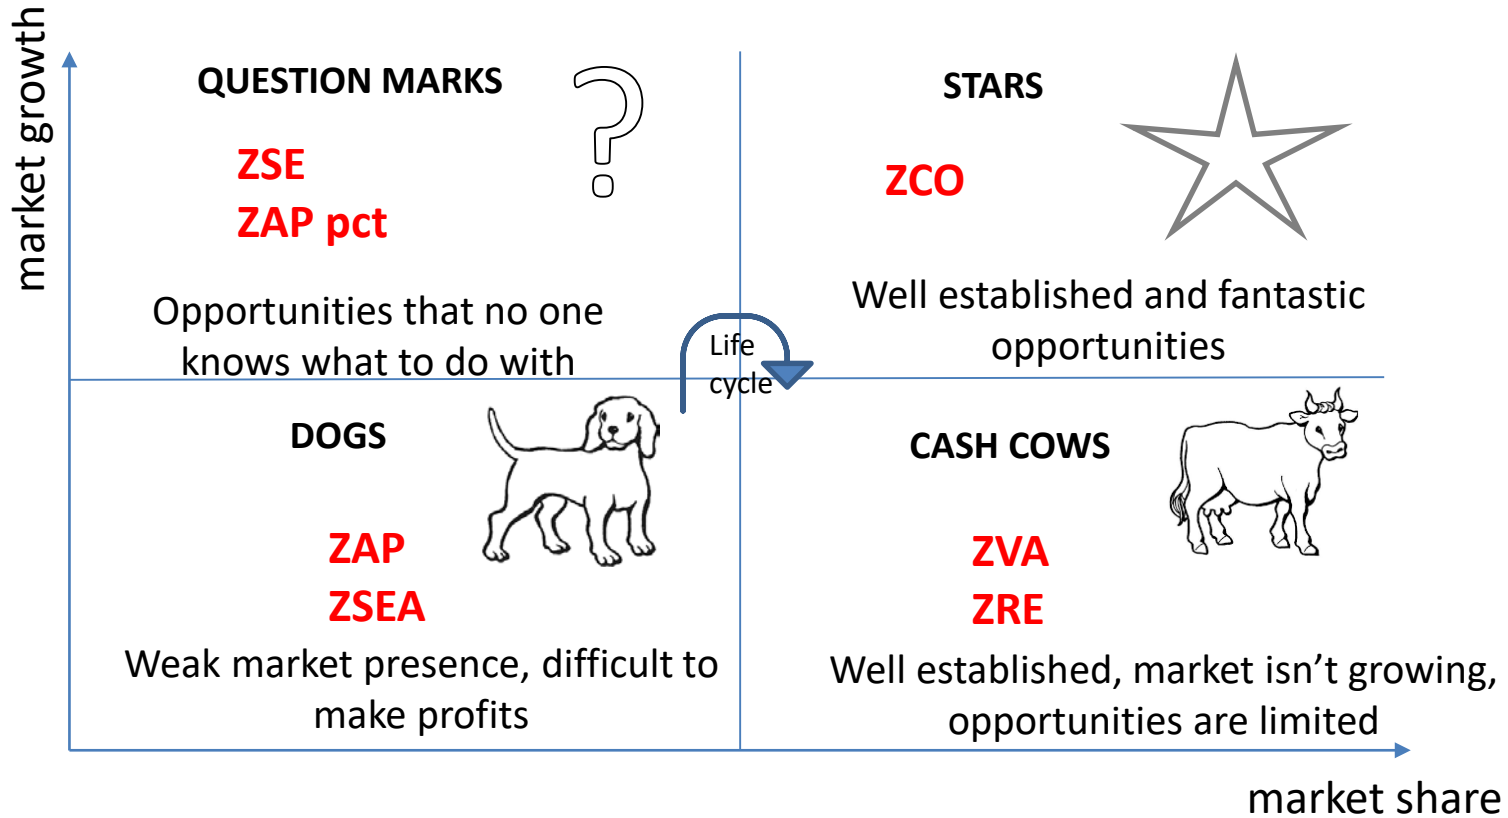 market growth
QUESTION MARKS
?
ZSE
ZAP pct
Opportunities that no one
knows what to do with
STARS
ZCO
Well established and fantastic
opportunities
Life
cycle
DOGS
ZAP
ZSEA
Weak market presence, difficult to
make profits
CASH COWS
ZVA
ZRE
Well established, market isn’t growing,
opportunities are limited
market share